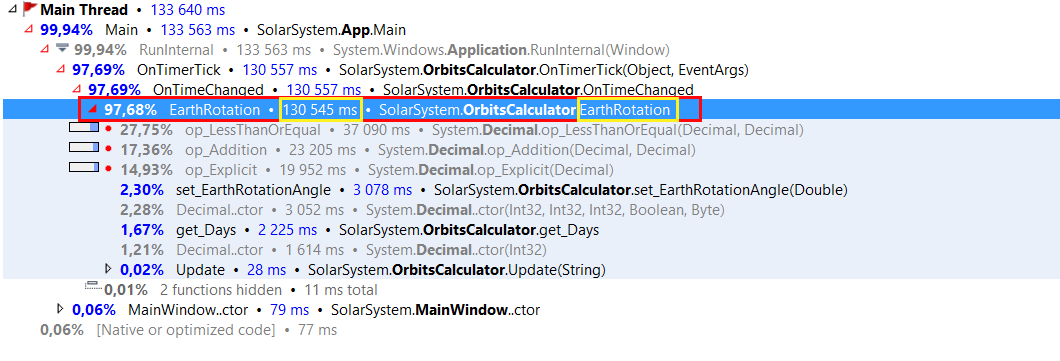 Main Thread • 133 640 ms
99,94% Main • 133 563 ms • SolarSystem.App.Main
99,94% RunInternal • 133 563 ms • System.Windows.Application.RunInternal(Window)
97,69% OnTimerTick • 130 557 ms • SolarSystem.OrbitsCalculator.OnTimerTick(Object, EventArgs)
97,69% OnTimeChanged • 130 557 ms • SolarSystem.OrbitsCalculator.OnTimeChanged
97,68% EarthRotation • 130 545 ms • SolarSystem.OrbitsCalculator.EarthRotation
27,75% op_LessThanOrEqual • 37 090 ms • System.Decimal.op_LessThanOrEqual(Decimal, Decimal)
17,36% op_Addition • 23 205 ms • System.Decimal.op_Addition(Decimal, Decimal)
14,93% op_Explicit • 19 952 ms • System.Decimal.op_Explicit(Decimal)
2,30% set_EarthRotationAngle • 3 078 ms • SolarSystem.OrbitsCalculator.set_EarthRotationAngle(Double)
2,28% Decimal..ctor • 3 052 ms • System.Decimal..ctor(Int32, Int32, Int32, Boolean, Byte)
1,67% get_Days • 2 225 ms • SolarSystem.OrbitsCalculator.get_Days
1,21% Decimal..ctor • 1 614 ms • System.Decimal..ctor(Int32)
0,02% Update • 28 ms • SolarSystem.OrbitsCalculator.Update(String)
0,01% 2 functions hidden • 11 ms total
0,06% MainWindow..ctor • 79 ms • SolarSystem.MainWindow..ctor
0,06% [Native or optimized code] • 77 ms